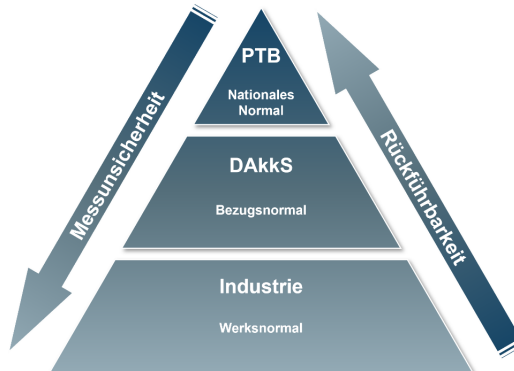 PTB
Nationales
Normal
DAkkS
Bezugsnormal
Industrie
Werksnormal
Messunsicherheit
Rückführbarkeit